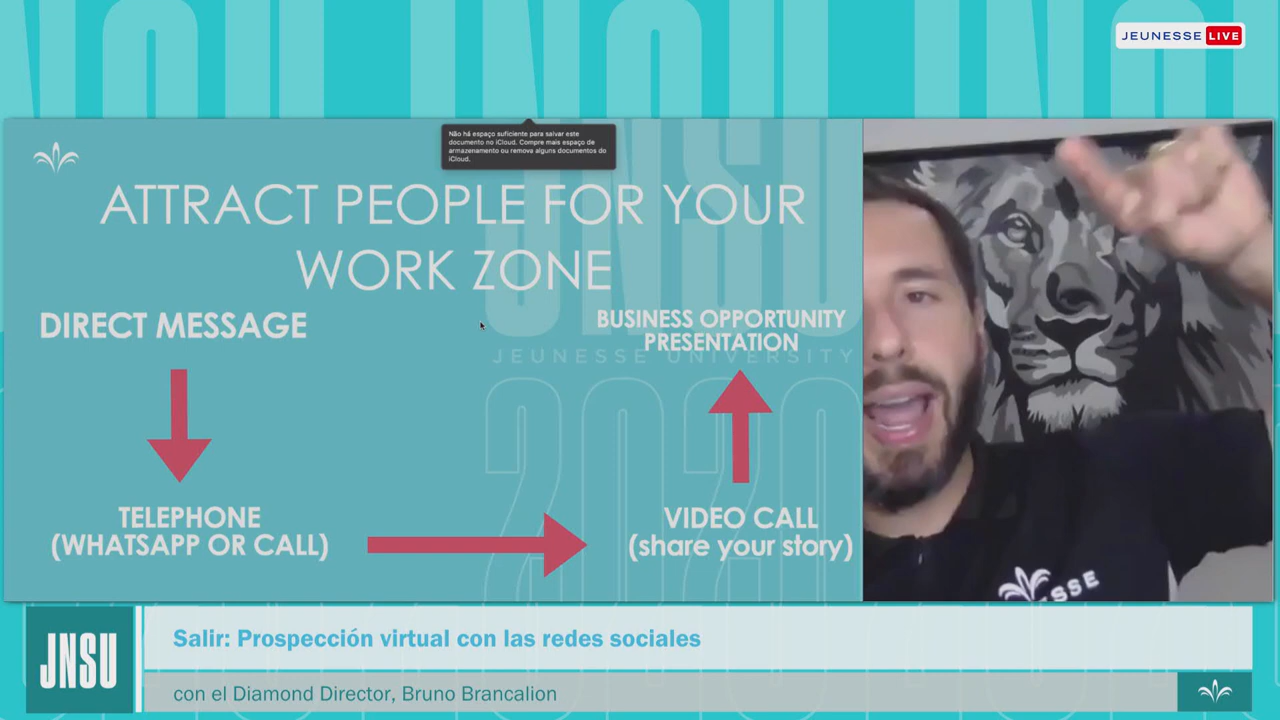 JEUNESSE LIVE
Não há espaço suficiente para salvar este
documento no iCloud. Compre mais espaço de
armazenamento ou remova alguns documentos do
iCloud.
ATTRACT PEOPLE FOR YOUR
WORK ZONE
DIRECT MESSAGE
BUSINESS OPPORTUNITY
PRESENTATION
JEUNESSE UNIVERSITY
2020
TELEPHONE
(WHATSAPP OR CALL)
VIDEO CALL
(share your story)
JNSU
Salir: Prospección virtual con las redes sociales
con el Diamond Director, Bruno Brancalion